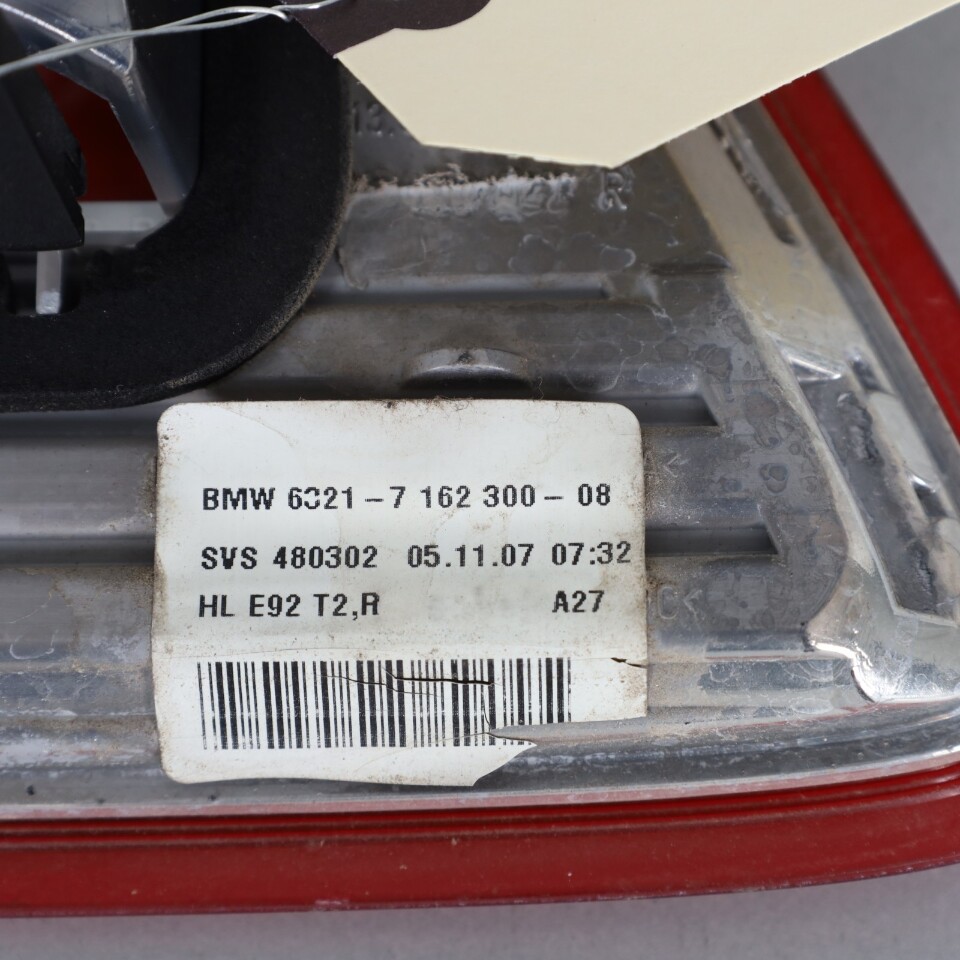 R
BMW 6321-7 162 300-08
SVS 480302 05.11.07 07:32
HL E92 T2,R A27